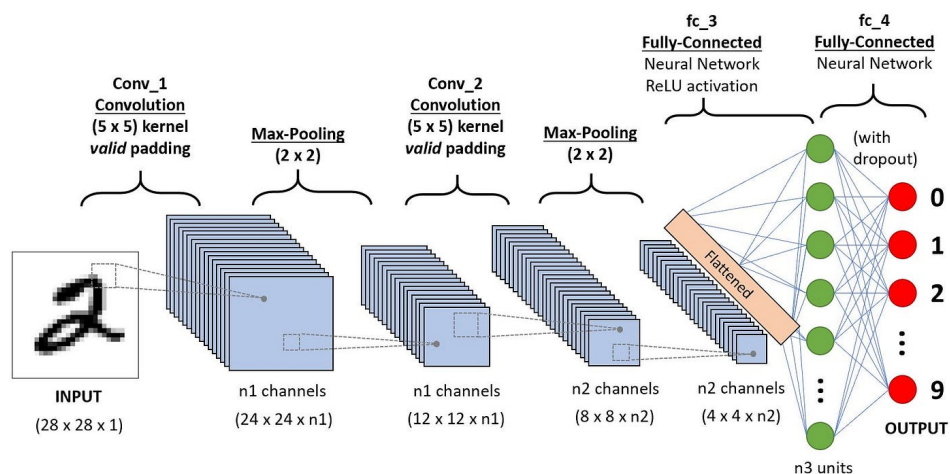 Conv_1
Convolution
(5 x 5) kernel
valid padding
Max-Pooling
(2 x 2)
Conv_2
Convolution
(5 x 5) kernel
valid padding
Max-Pooling
(2 x 2)
fc_3
Fully-Connected
Neural Network
ReLU activation
fc_4
Fully-Connected
Neural Network
(with
dropout)
2
INPUT
(28 x 28 x 1)
n1 channels
(24 x 24 x n1)
n1 channels
(12 x 12 x n1)
n2 channels
(8 x 8 x n2)
n2 channels
(4 x 4 x n2)
Flattened
n3 units
0
1
2
9
OUTPUT